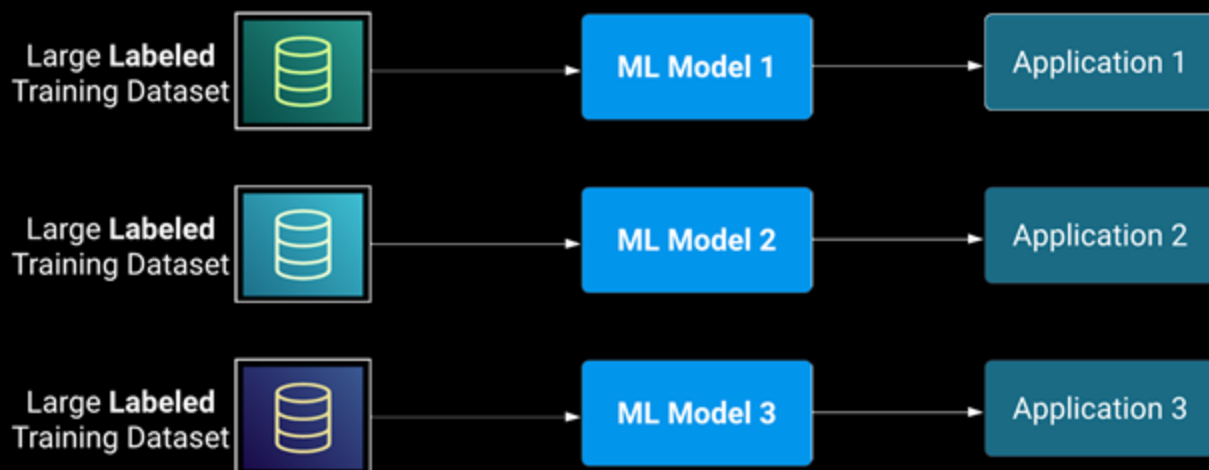 Large Labeled
Training Dataset
ML Model 1
Application 1
Large Labeled
Training Dataset
ML Model 2
Application 2
Large Labeled
Training Dataset
ML Model 3
Application 3